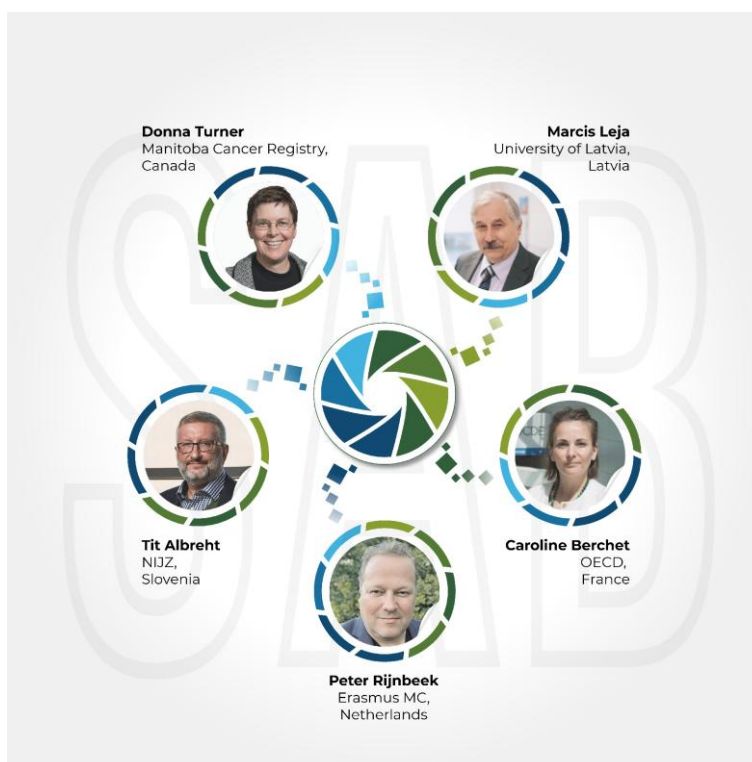 SAB
Donna Turner
Manitoba Cancer Registry,
Canada
Marcis Leja
University of Latvia,
Latvia
Tit Albreht
NIJZ,
Slovenia
Caroline Berchet
OECD,
France
Peter Rijnbeek
Erasmus MC,
Netherlands